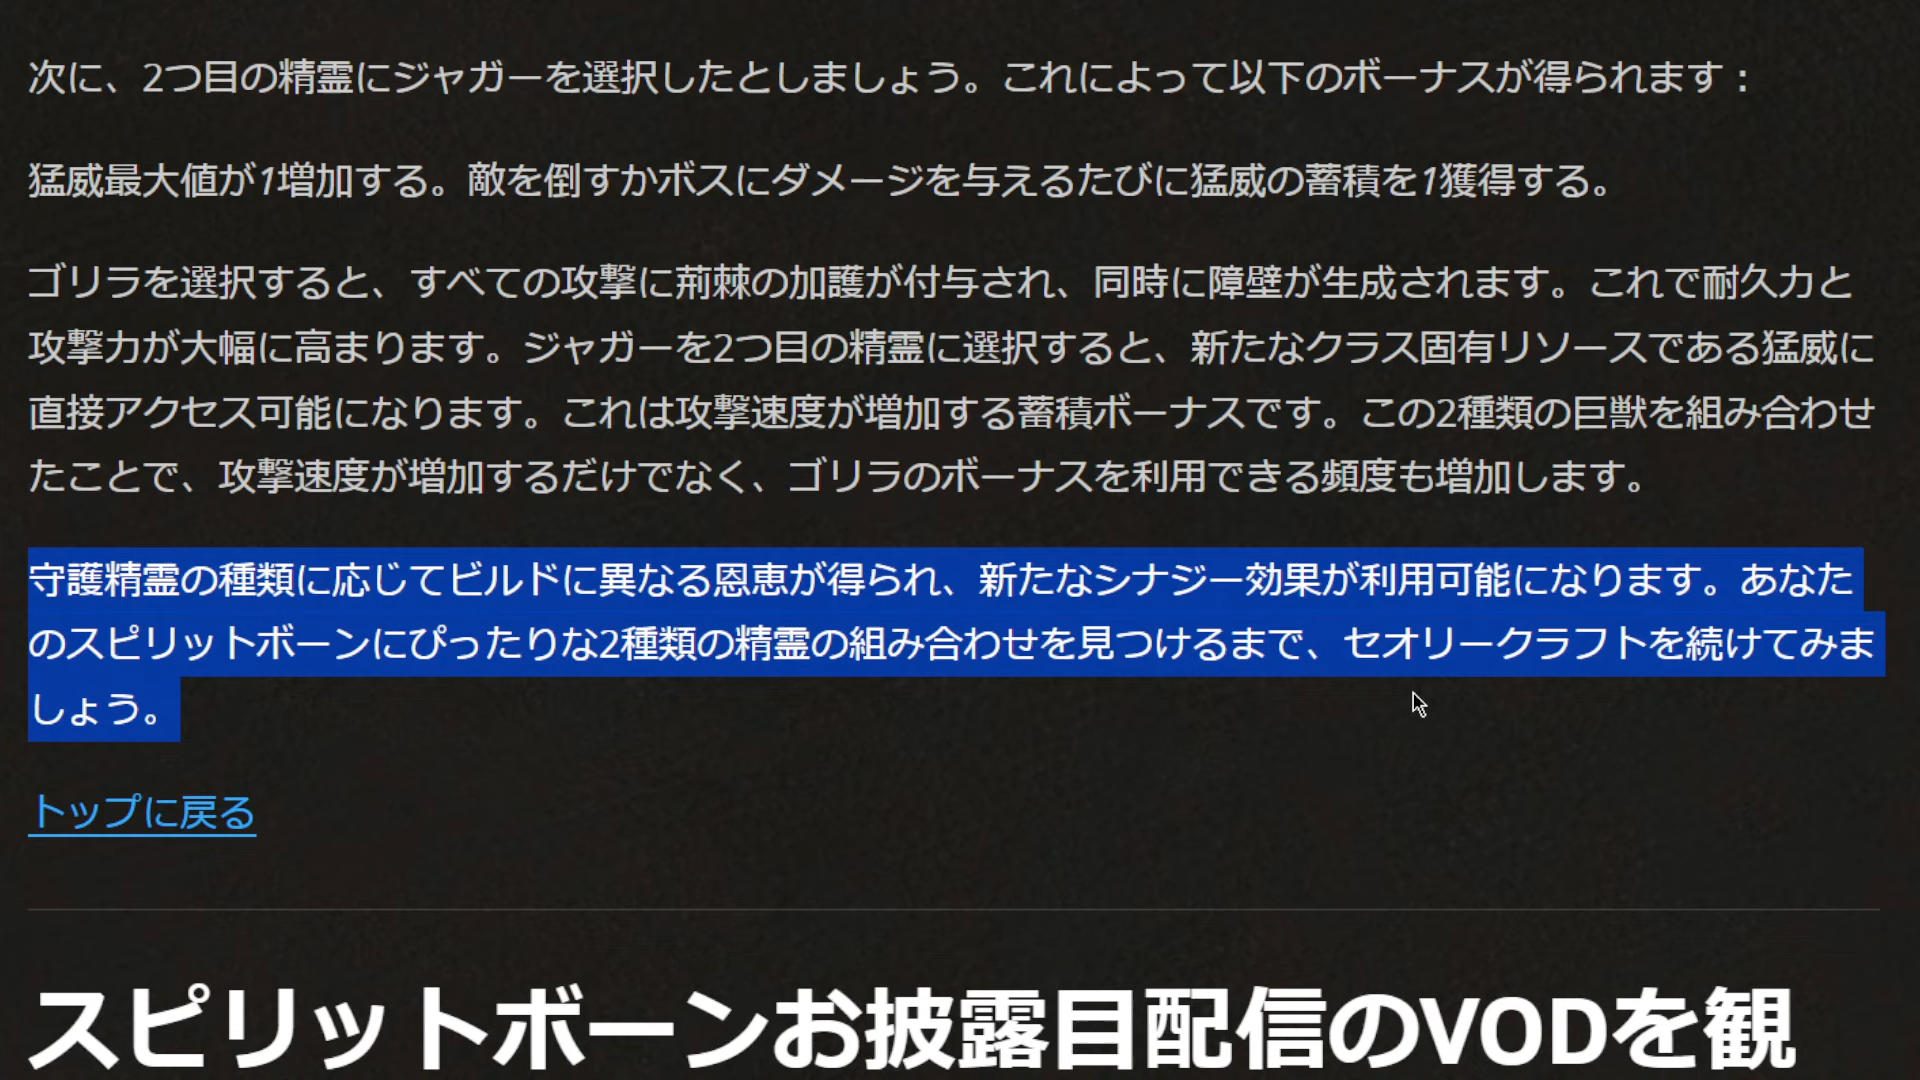 次に、2つ目の精霊にジャガーを選択したとしましょう。これによって以下のボーナスが得られます：
猛威最大値が1増加する。敵を倒すかボスにダメージを与えるたびに猛威の蓄積を1獲得する。
ゴリラを選択すると、すべての攻撃に荊棘の加護が付与され、同時に障壁が生成されます。これで耐久力と
攻撃力が大幅に高まります。ジャガーを2つ目の精霊に選択すると、新たなクラス固有リソースである猛威に
直接アクセス可能になります。これは攻撃速度が増加する蓄積ボーナスです。この2種類の巨獣を組み合わせ
たことで、攻撃速度が増加するだけでなく、ゴリラのボーナスを利用できる頻度も増加します。
守護精霊の種類に応じてビルドに異なる恩恵が得られ、新たなシナジー効果が利用可能になります。あなた
のスピリットボーンにぴったりな2種類の精霊の組み合わせを見つけるまで、セオリークラフトを続けてみま
しょう。
トップに戻る
スピリットボーンお披露目配信のVODを観